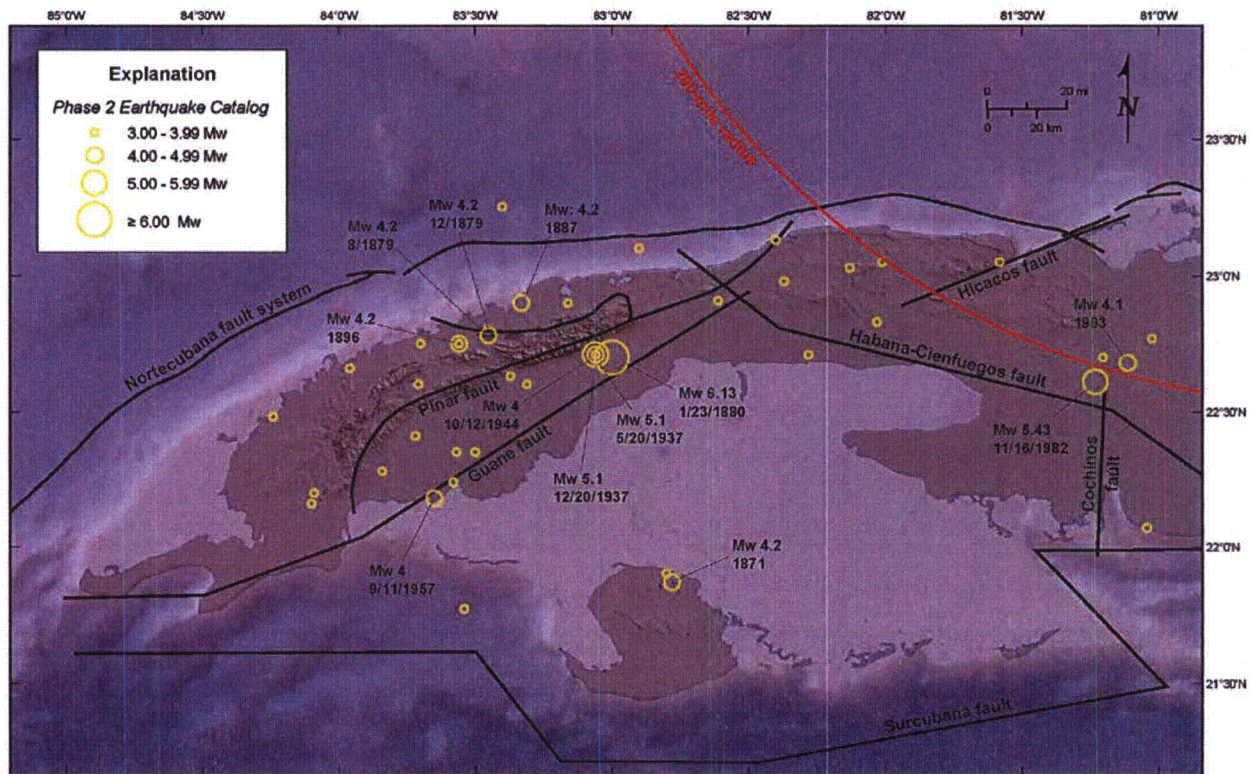 85°0'W 84°30'W 84°0'W 83°30'W 83°0'W 82°30'W 82°0'W 81°30'W 81°0'W
Explanation
Phase 2 Earthquake Catalog
3.00 - 3.99 Mw
4.00 - 4.99 Mw
5.00 - 5.99 Mw
≥ 6.00 Mw
200-mile radius
0 20 mi
0 20 km
N
23°30'N
Mw 4.2
12/1879
Mw: 4.2
1887
Mw 4.2
8/1879
23°0'N
Hicacos fault
Nortecubana fault system
Mw 4.2
1896
Mw 4.1
1903
Habana-Cienfuegos fault
Pinar fault
Mw 4
10/12/1944
Mw 6.13
1/23/1880
22°30'N
Mw 5.1
5/20/1937
Mw 5.43
11/16/1982
Guane fault
Mw 5.1
12/20/1937
Cochinos
fault
22°0'N
Mw 4.2
1871
Mw 4
9/11/1957
21°30'N
Surcubana fault